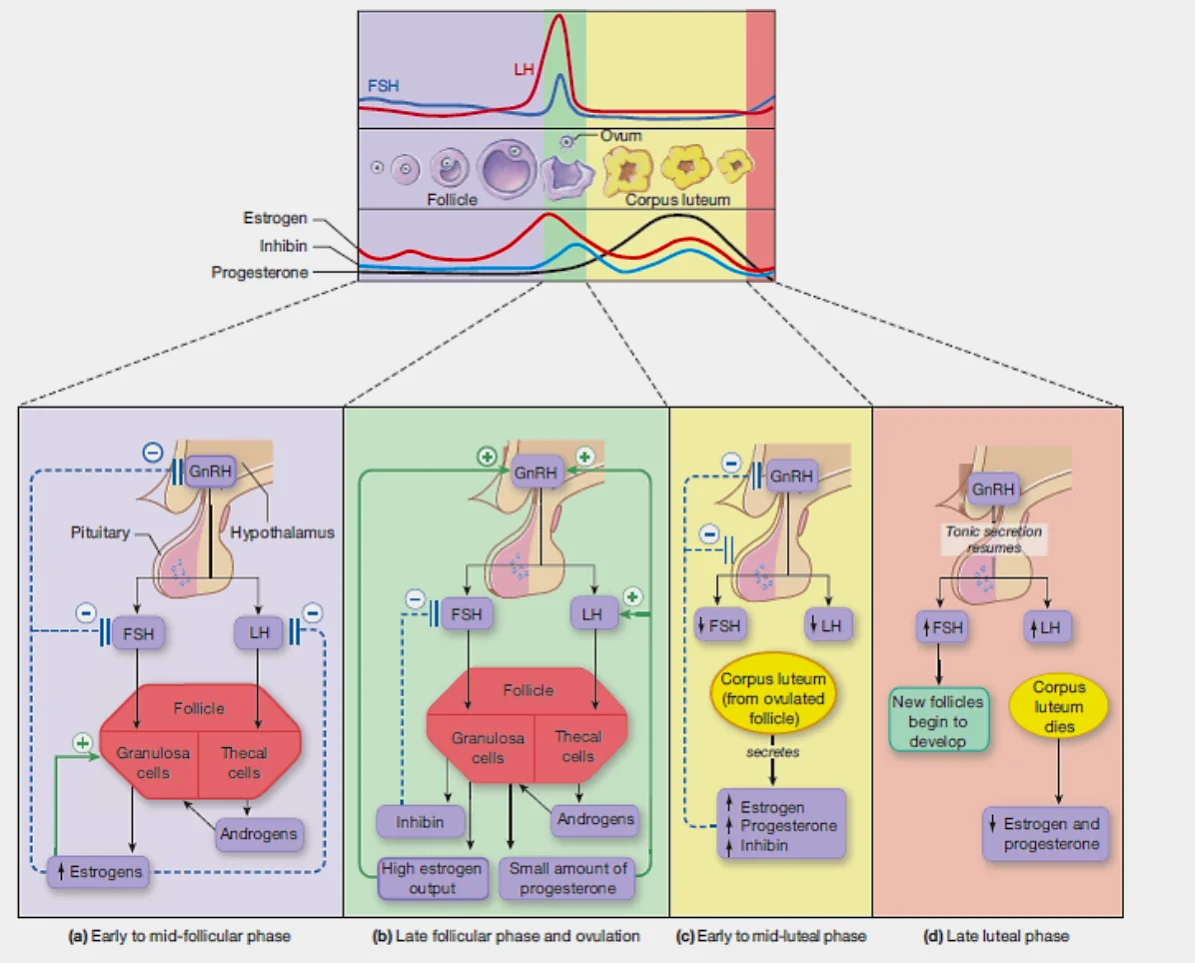 LH
FSH
Ovum
Follicle
Corpus luteum
Estrogen
Inhibin
Progesterone
−
GnRH
Pituitary
Hypothalamus
−
FSH
LH
−
Follicle
+
Granulosa
cells
Thecal
cells
Androgens
↑ Estrogens
(a) Early to mid-follicular phase
+
GnRH
+
−
FSH
LH
+
Follicle
Granulosa
cells
Thecal
cells
Inhibin
Androgens
High estrogen
output
Small amount of
progesterone
(b) Late follicular phase and ovulation
−
GnRH
−
↓ FSH
↓ LH
Corpus luteum
(from ovulated
follicle)
secretes
↑ Estrogen
↑ Progesterone
↑ Inhibin
(c) Early to mid-luteal phase
GnRH
Tonic secretion
resumes
↑ FSH
↑ LH
New follicles
begin to
develop
Corpus
luteum
dies
↓ Estrogen and
progesterone
(d) Late luteal phase